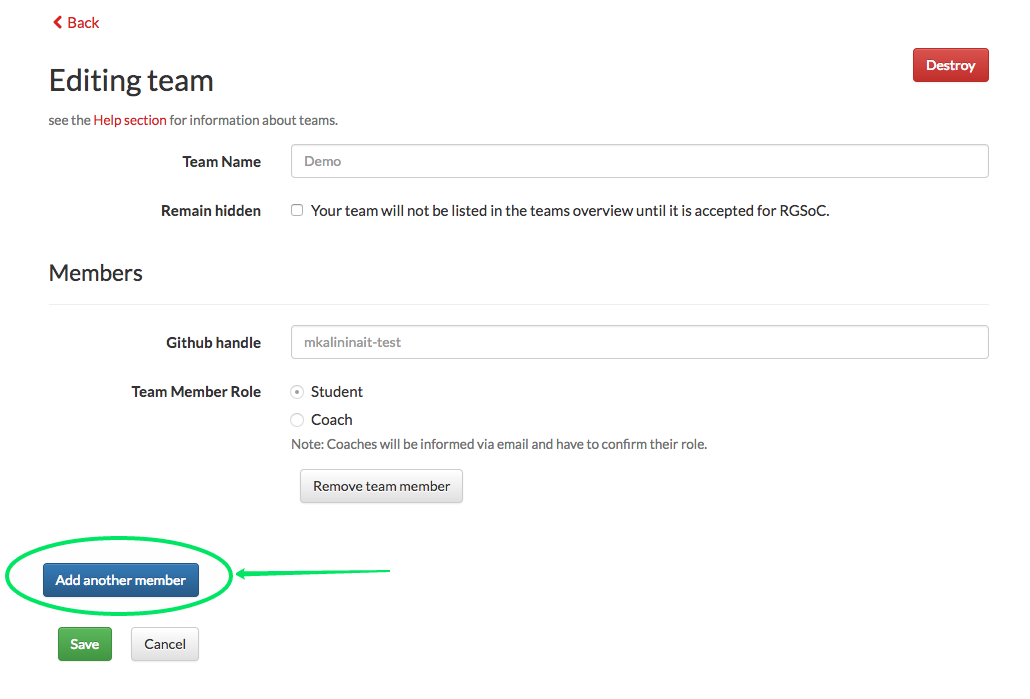 Back
Destroy
Editing team
see the Help section for information about teams.
Team Name Demo
Remain hidden Your team will not be listed in the teams overview until it is accepted for RGSoC.
Members
Github handle mkalininait-test
Team Member Role Student
Coach
Note: Coaches will be informed via email and have to confirm their role.
Remove team member
Add another member
Save Cancel